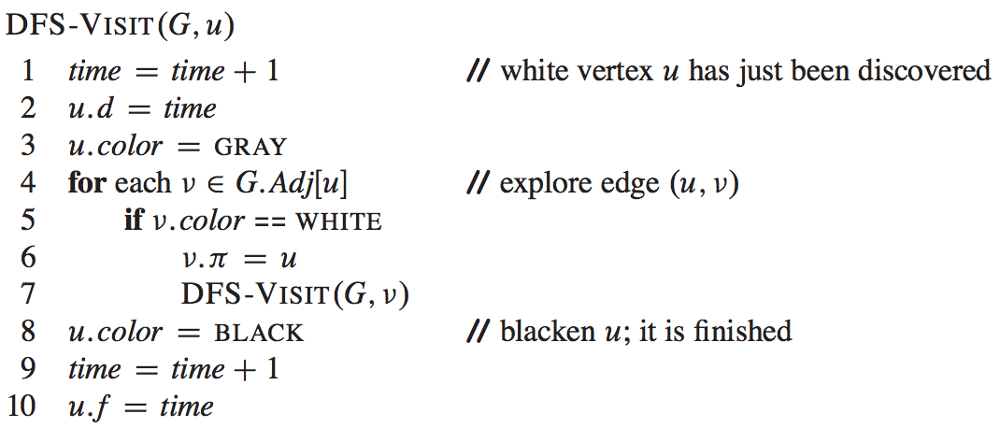 DFS-VISIT(G, u)
1 time = time + 1 // white vertex u has just been discovered
2 u.d = time
3 u.color = GRAY
4 for each v ∈ G.Adj[u] // explore edge (u, v)
5 if v.color == WHITE
6 v.π = u
7 DFS-VISIT(G, v)
8 u.color = BLACK // blacken u; it is finished
9 time = time + 1
10 u.f = time